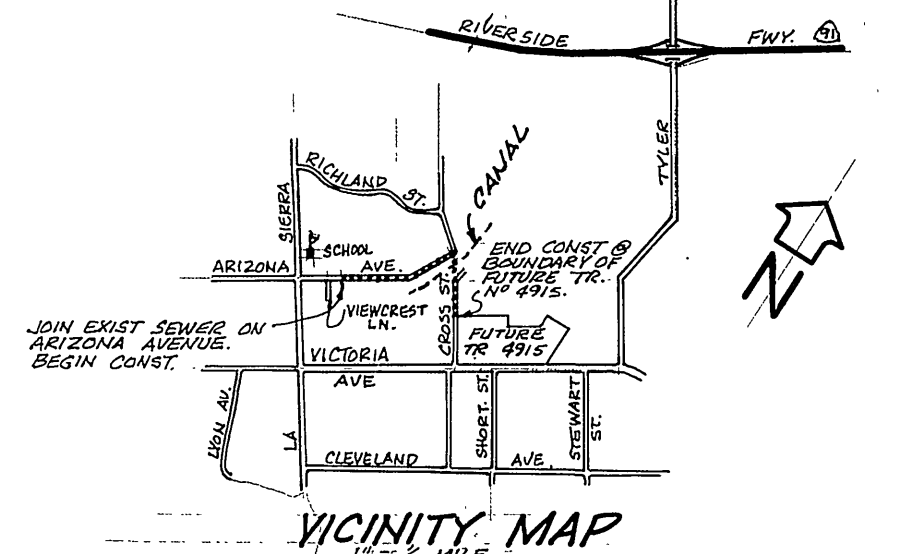 RIVERSIDE FWY. 91
TYLER
CANAL
RICHLAND ST.
SIERRA
SCHOOL
ARIZONA AVE.
END CONST @
BOUNDARY OF
FUTURE TR.
Nº 4915.
N
VIEWCREST
LN.
CROSS ST.
JOIN EXIST SEWER ON
ARIZONA AVENUE.
BEGIN CONST.
FUTURE
TR 4915
VICTORIA
AVE
LYON AV.
LA
SHORT. ST.
STEWART
ST.
CLEVELAND AVE.
VICINITY MAP